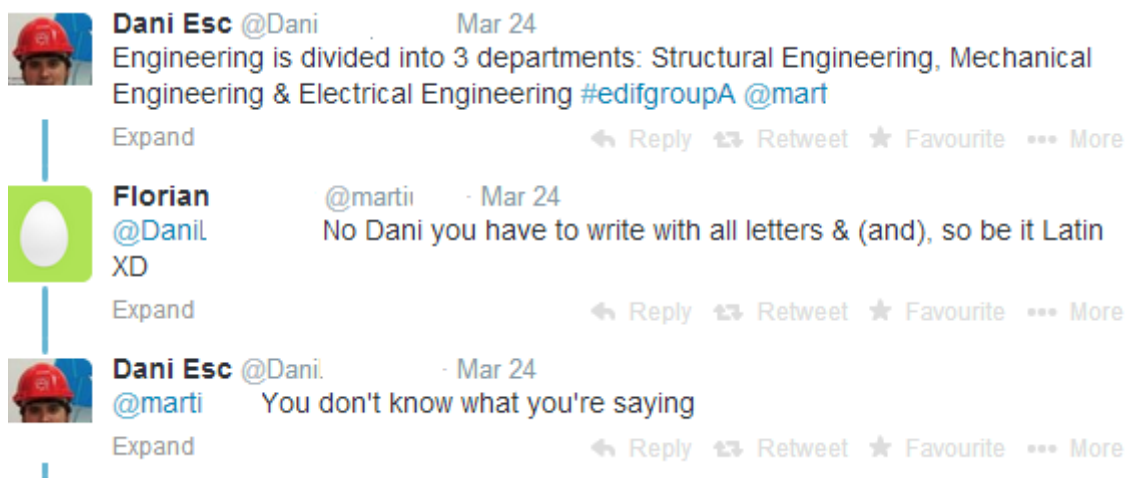 Dani Esc @Dani Mar 24
Engineering is divided into 3 departments: Structural Engineering, Mechanical
Engineering & Electrical Engineering #edifgroupA @mart
Expand Reply Retweet Favourite More
Florian @marti · Mar 24
@Danil No Dani you have to write with all letters & (and), so be it Latin
XD
Expand Reply Retweet Favourite More
Dani Esc @Dani · Mar 24
@marti You don't know what you're saying
Expand Reply Retweet Favourite More